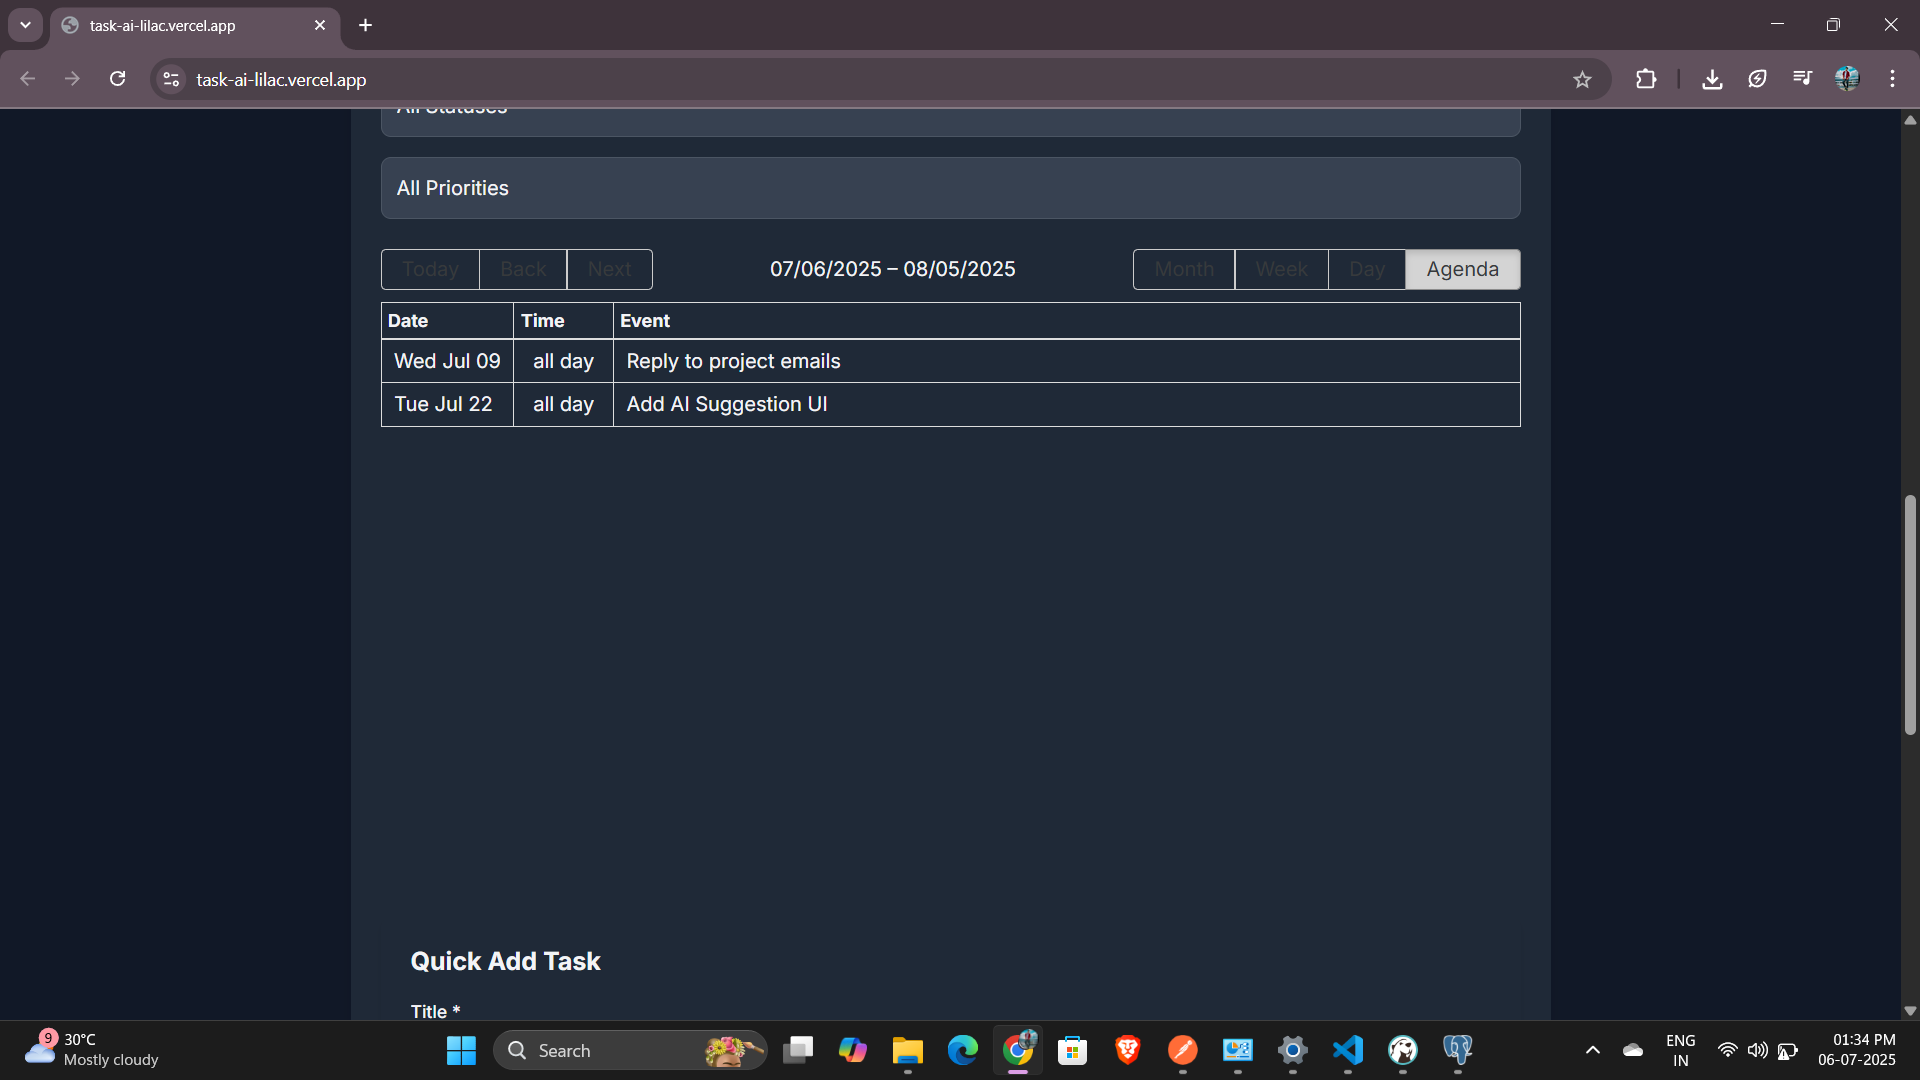 task-ai-lilac.vercel.app
task-ai-lilac.vercel.app
All Statuses
All Priorities
Today Back Next 07/06/2025 – 08/05/2025 Month Week Day Agenda
Date Time Event
Wed Jul 09 all day Reply to project emails
Tue Jul 22 all day Add AI Suggestion UI
Quick Add Task
Title *
9
30°C
Mostly cloudy
Search
ENG
IN
01:34 PM
06-07-2025